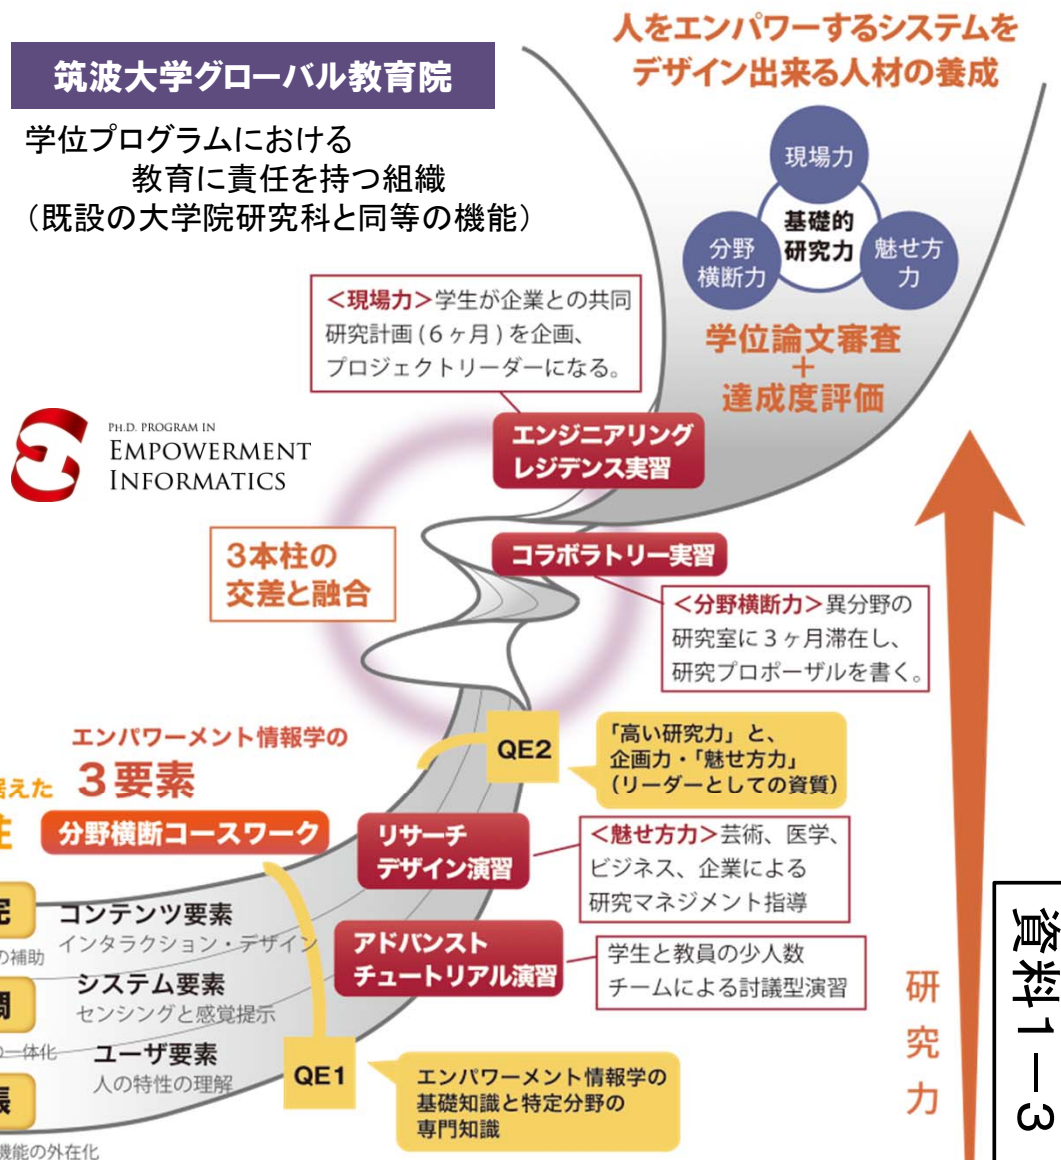 人をエンパワーするシステムを
デザイン出来る人材の養成
筑波大学グローバル教育院
学位プログラムにおける
教育に責任を持つ組織
（既設の大学院研究科と同等の機能）
現場力
基礎的
研究力
分野
横断力
魅せ方
力
学位論文審査
+
達成度評価
＜現場力＞学生が企業との共同
研究計画(６ヶ月)を企画、
プロジェクトリーダーになる。
PH.D. PROGRAM IN
EMPOWERMENT
INFORMATICS
エンジニアリング
レジデンス実習
3本柱の
交差と融合
コラボラトリー実習
＜分野横断力＞異分野の
研究室に３ヶ月滞在し、
研究プロポーザルを書く。
QE2
「高い研究力」と、
企画力・「魅せ方力」
（リーダーとしての資質）
エンパワーメント情報学の
3要素
据えた
柱
分野横断コースワーク
リサーチ
デザイン演習
＜魅せ方力＞芸術、医学、
ビジネス、企業による
研究マネジメント指導
アドバンスト
チュートリアル演習
学生と教員の少人数
チームによる討議型演習
完
の補助
コンテンツ要素
インタラクション・デザイン
調
の一体化
システム要素
センシングと感覚提示
張
機能の外在化
ユーザ要素
人の特性の理解
QE1
エンパワーメント情報学の
基礎知識と特定分野の
専門知識
研究力
資料１－３